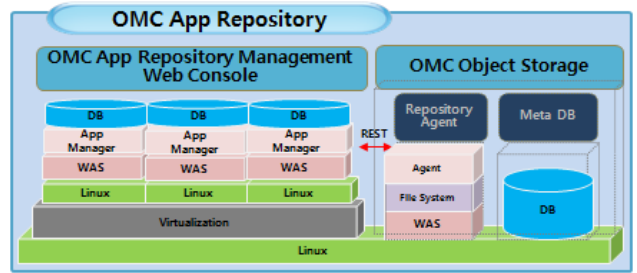 OMC App Repository
OMC App Repository Management
Web Console
OMC Object Storage
DB
DB
DB
App
Manager
App
Manager
App
Manager
WAS
WAS
WAS
Linux
Linux
Linux
Virtualization
REST
Repository
Agent
Meta DB
Agent
File System
WAS
DB
Linux